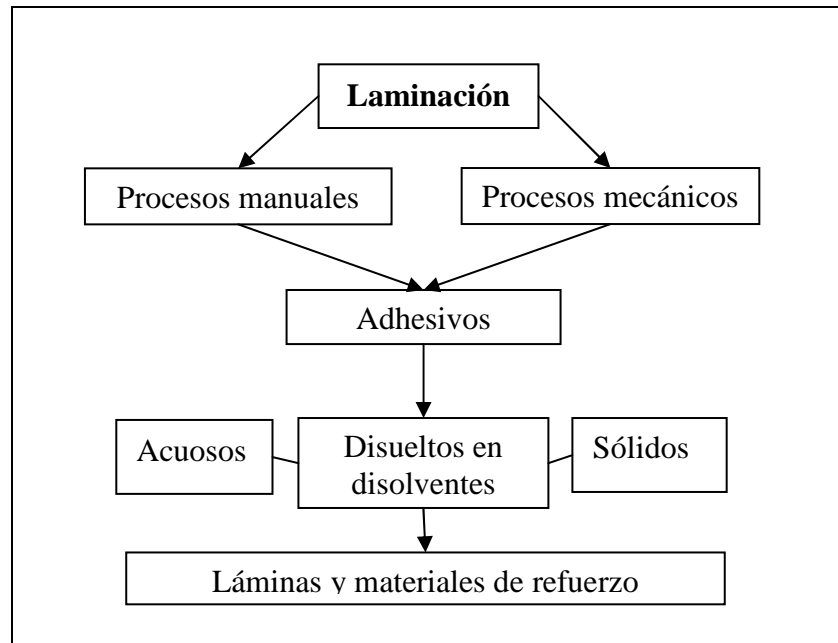 Laminación
Procesos manuales
Procesos mecánicos
Adhesivos
Acuosos
Disueltos en
disolventes
Sólidos
Láminas y materiales de refuerzo